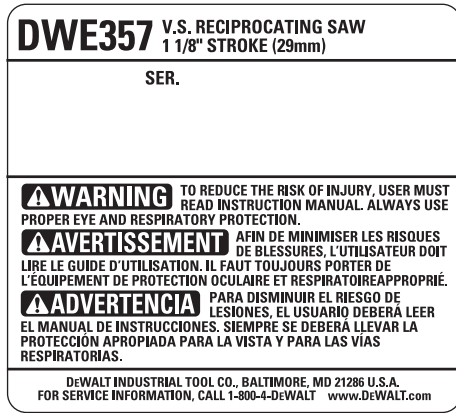 DWE357 V.S. RECIPROCATING SAW
1 1/8" STROKE (29mm)
SER.
WARNING TO REDUCE THE RISK OF INJURY, USER MUST
READ INSTRUCTION MANUAL. ALWAYS USE
PROPER EYE AND RESPIRATORY PROTECTION.
AVERTISSEMENT AFIN DE MINIMISER LES RISQUES
DE BLESSURES, L'UTILISATEUR DOIT
LIRE LE GUIDE D'UTILISATION. IL FAUT TOUJOURS PORTER DE
L'ÉQUIPEMENT DE PROTECTION OCULAIRE ET RESPIRATOIREAPPROPRIÉ.
ADVERTENCIA PARA DISMINUIR EL RIESGO DE
LESIONES, EL USUARIO DEBERÁ LEER
EL MANUAL DE INSTRUCCIONES. SIEMPRE SE DEBERÁ LLEVAR LA
PROTECCIÓN APROPIADA PARA LA VISTA Y PARA LAS VÍAS
RESPIRATORIAS.
DEWALT INDUSTRIAL TOOL CO., BALTIMORE, MD 21286 U.S.A.
FOR SERVICE INFORMATION, CALL 1-800-4-DEWALT www.DEWALT.com